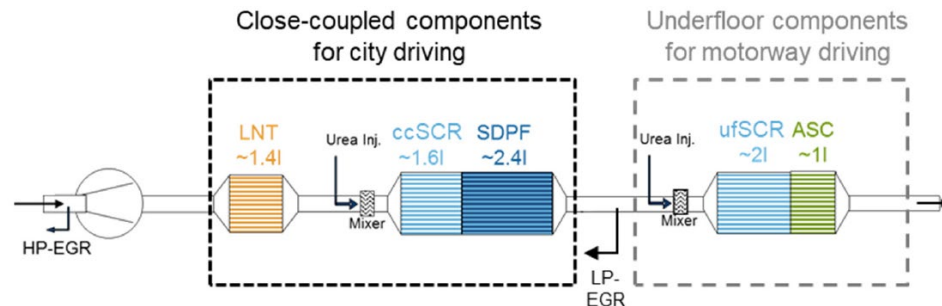 Close-coupled components
for city driving
Underfloor components
for motorway driving
LNT
~1.4l
Urea Inj.
ccSCR
~1.6l
SDPF
~2.4l
Urea Inj.
ufSCR
~2l
ASC
~1l
Mixer
Mixer
HP-EGR
LP-
EGR